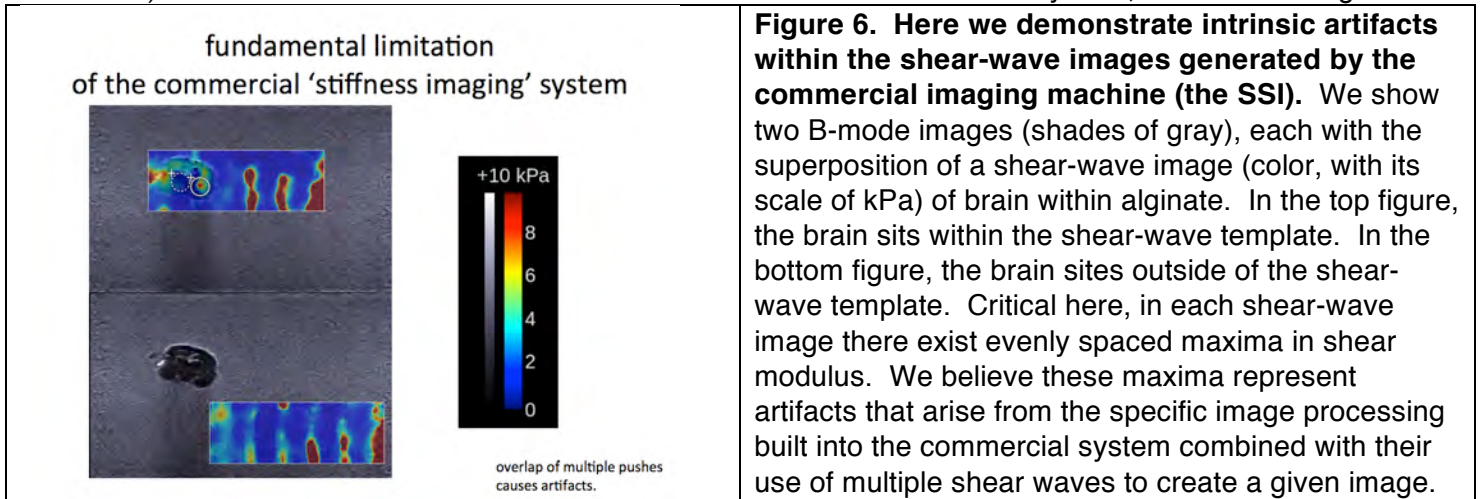 fundamental limitation
of the commercial ‘stiffness imaging’ system
+10 kPa
8
6
4
2
0
overlap of multiple pushes
causes artifacts.
Figure 6. Here we demonstrate intrinsic artifacts
within the shear-wave images generated by the
commercial imaging machine (the SSI). We show
two B-mode images (shades of gray), each with the
superposition of a shear-wave image (color, with its
scale of kPa) of brain within alginate. In the top figure,
the brain sits within the shear-wave template. In the
bottom figure, the brain sites outside of the shear-
wave template. Critical here, in each shear-wave
image there exist evenly spaced maxima in shear
modulus. We believe these maxima represent
artifacts that arise from the specific image processing
built into the commercial system combined with their
use of multiple shear waves to create a given image.